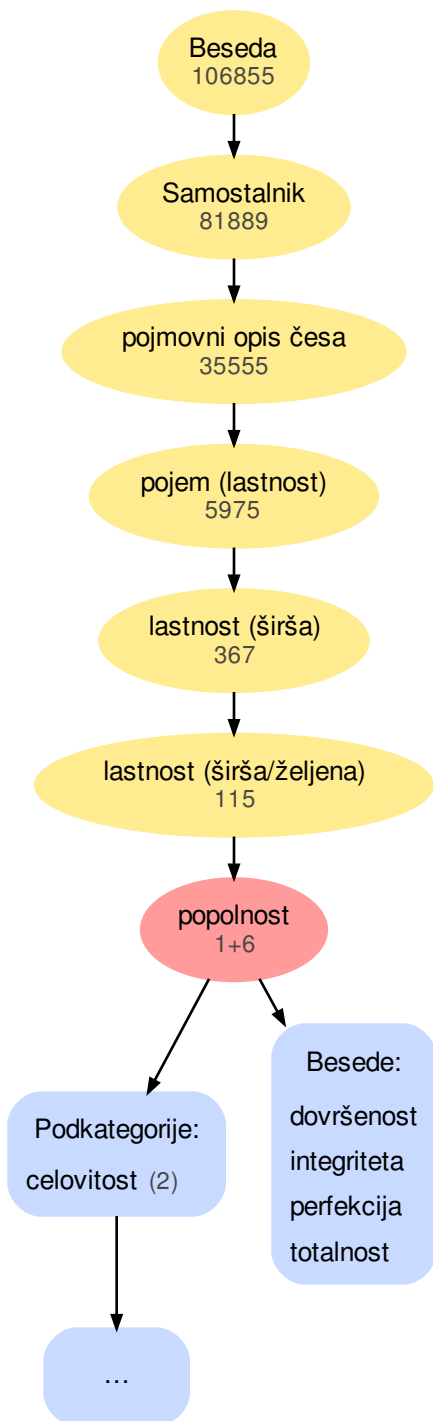 Beseda
106855
Samostalnik
81889
pojmovni opis česa
35555
pojem (lastnost)
5975
lastnost (širša)
367
lastnost (širša/željena)
115
popolnost
1+6
Podkategorije:
celovitost (2)
Besede:
dovršenost
integriteta
perfekcija
totalnost
...